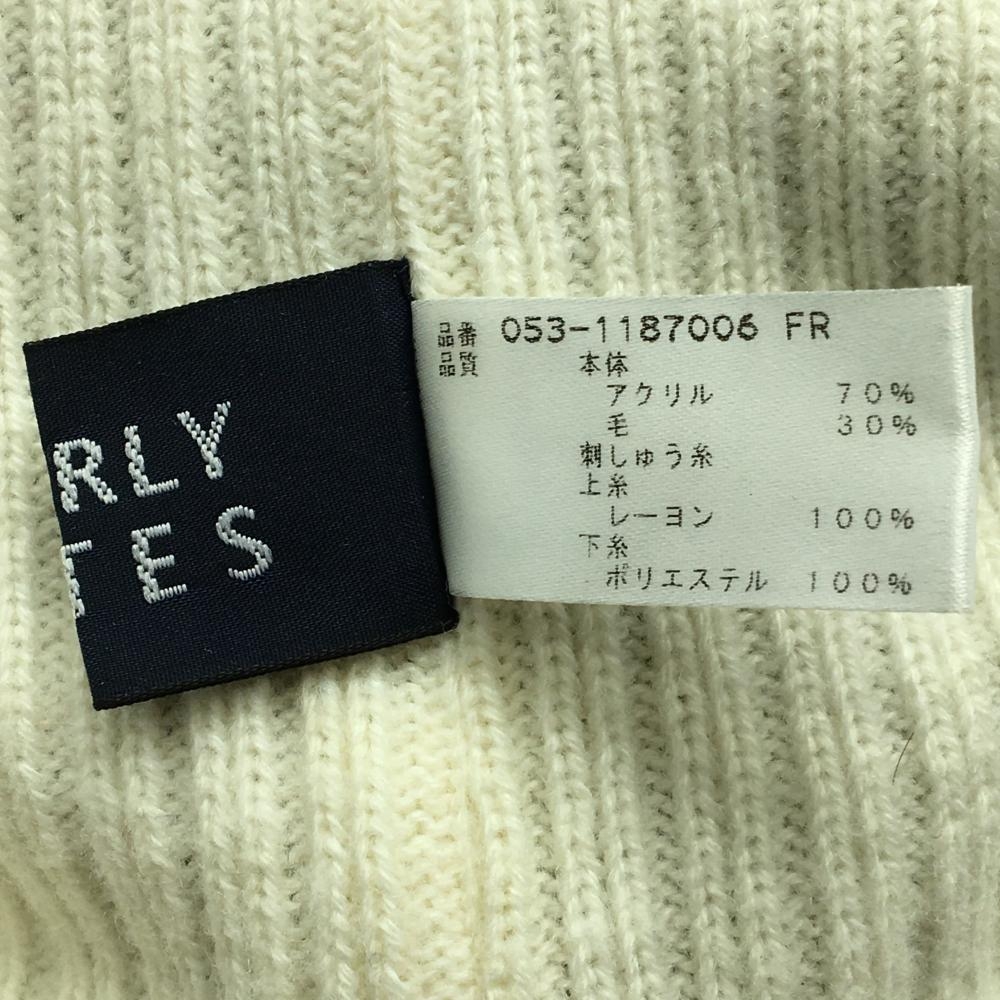 RLY
TES
品番 053-1187006 FR
品質 本体
アクリル 70%
毛 30%
刺しゅう糸
上糸
レーヨン 100%
下糸
ポリエステル 100%